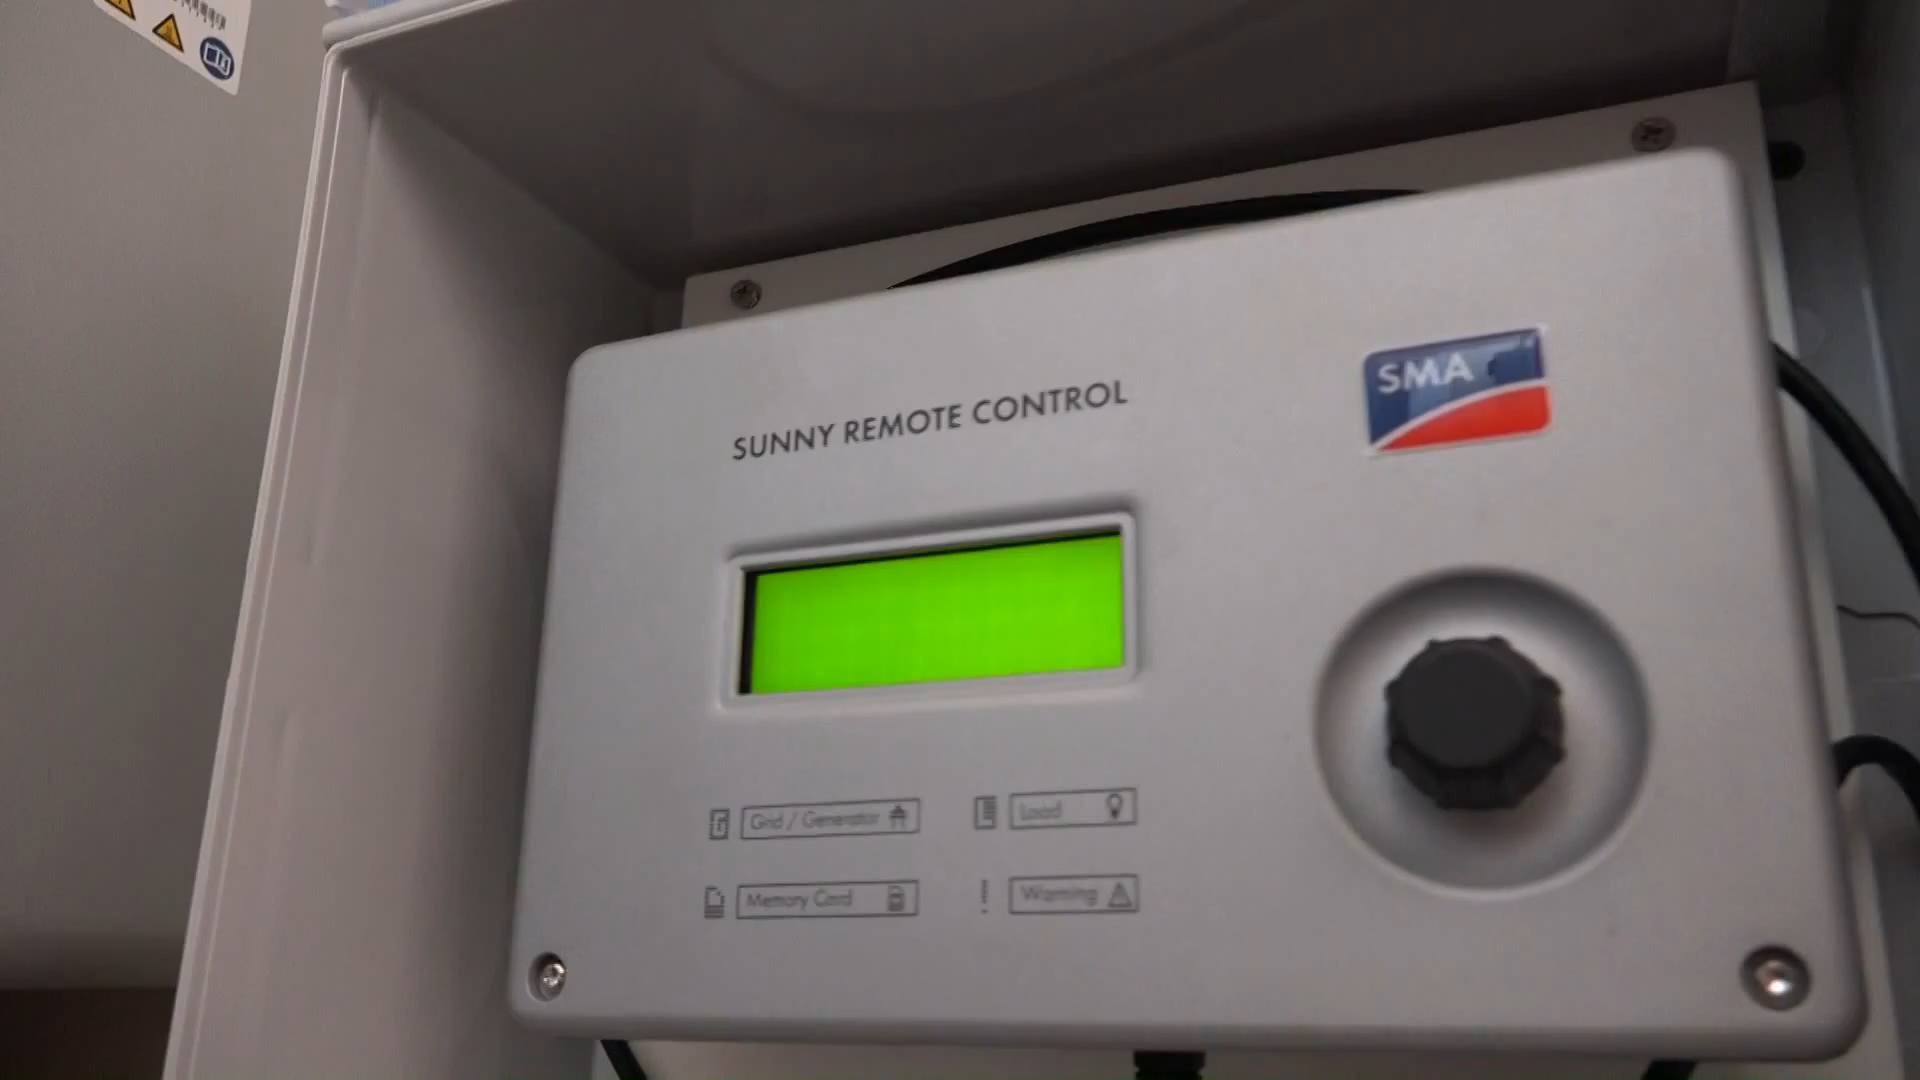 SUNNY REMOTE CONTROL
SMA
Grid / Generator
Load
Memory Card
Warning